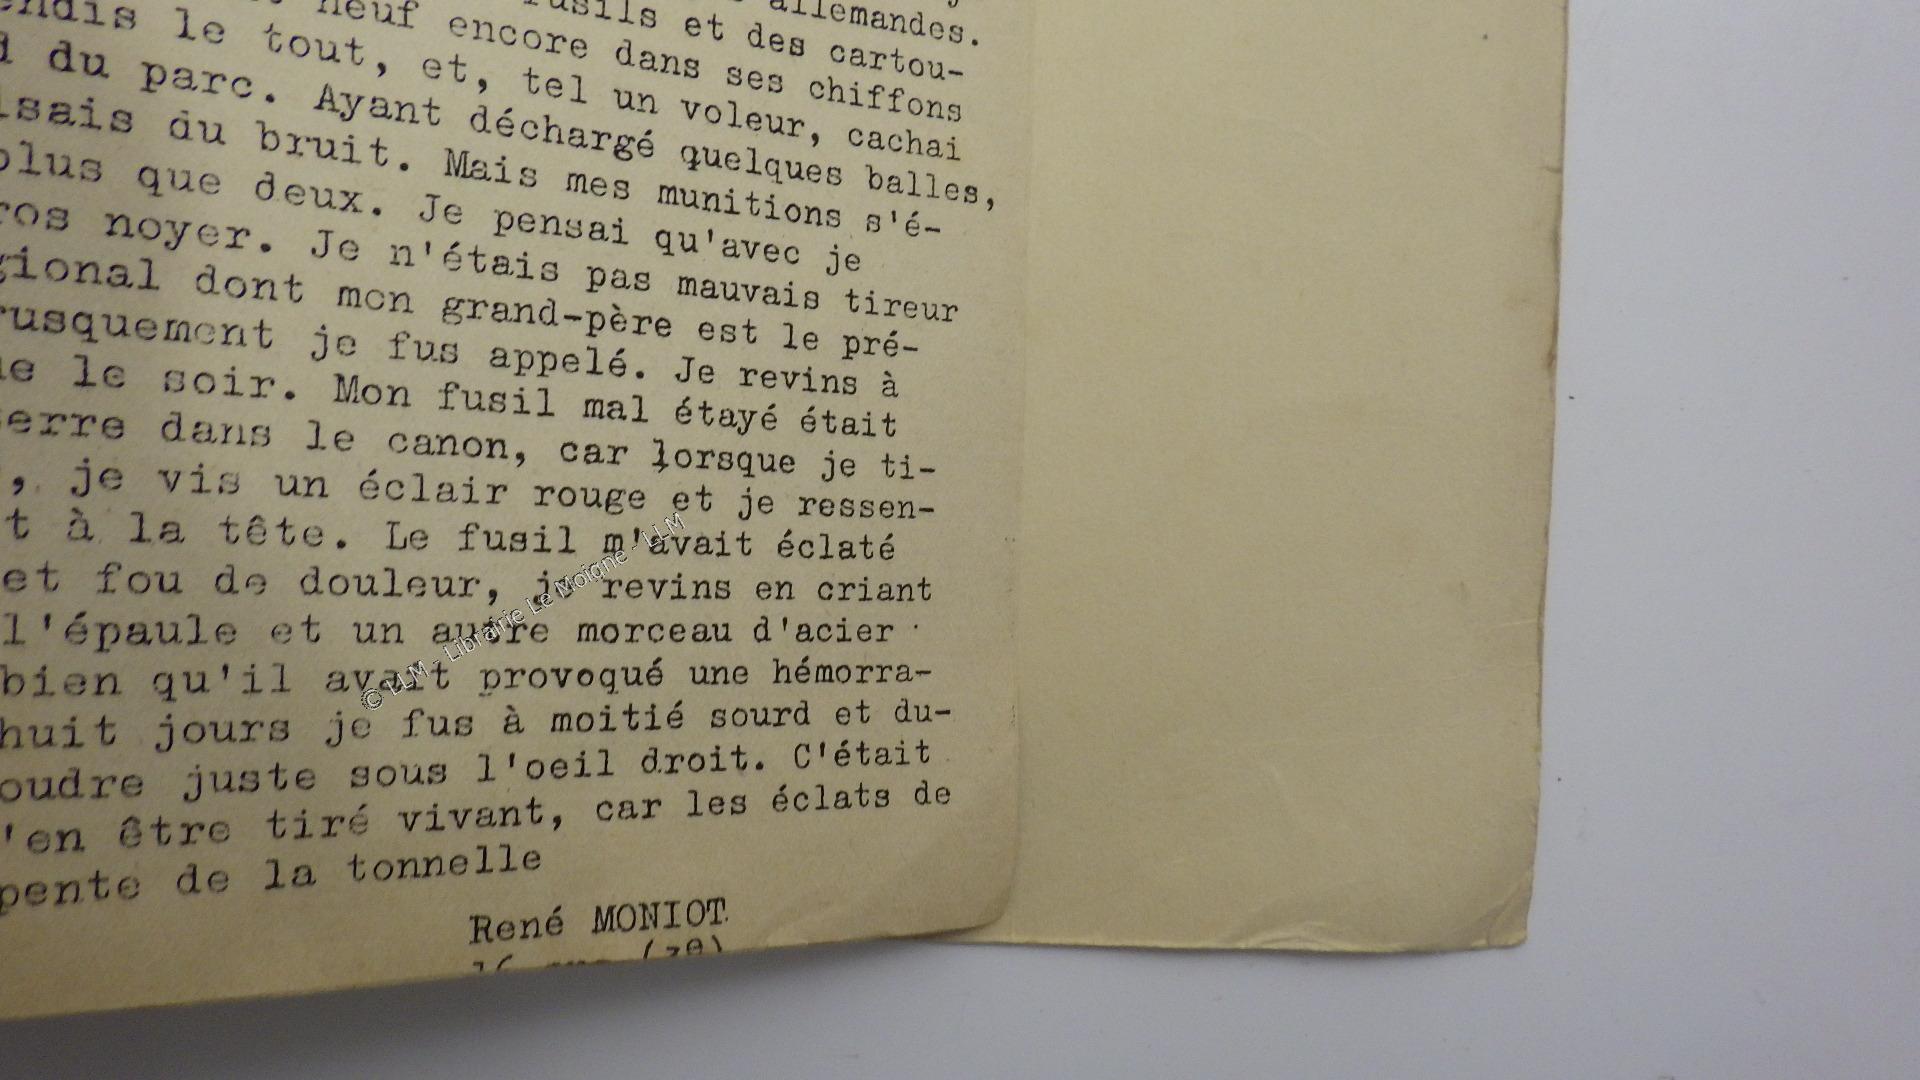 allemandes.
fusils et des cartou-
neuf encore dans ses chiffons
le tout, et, tel un voleur, cachai
du parc. Ayant déchargé quelques balles,
du bruit. Mais mes munitions s'é-
plus que deux. Je pensai qu'avec je
ros noyer. Je n'étais pas mauvais tireur
gional dont mon grand-père est le pré-
rusquement je fus appelé. Je revins à
le soir. Mon fusil mal étayé était
erre dans le canon, car lorsque je ti-
, je vis un éclair rouge et je ressen-
t à la tête. Le fusil m'avait éclaté
et fou de douleur, je revins en criant
l'épaule et un autre morceau d'acier
bien qu'il avait provoqué une hémorra-
huit jours je fus à moitié sourd et du-
oudre juste sous l'oeil droit. C'était
'en être tiré vivant, car les éclats de
pente de la tonnelle
René MONIOT
© LLM - Librairie Le Moigne - LLM